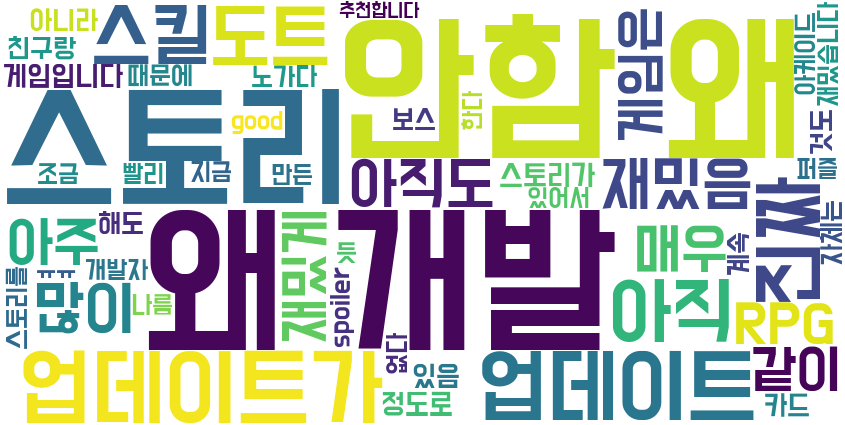 추천합니다
아니라
스킬
도트
안함
왜
게임은
아케이드
재밌습니다
친구랑
게임입니다
때문에
노가다
good
보스
한다
것도
스토리
조금
빨리
지금
만든
아직도
스토리가
있어서
재밌음
진짜
퍼즐
자체는
아주
해도
왜
개발
재밌게
듯
매우
계속
스토리를
ㅠㅠ
개발자
많이
나름
spoiler
없다
아직
RPG
업데이트가
있음
정도로
업데이트
같이
카드